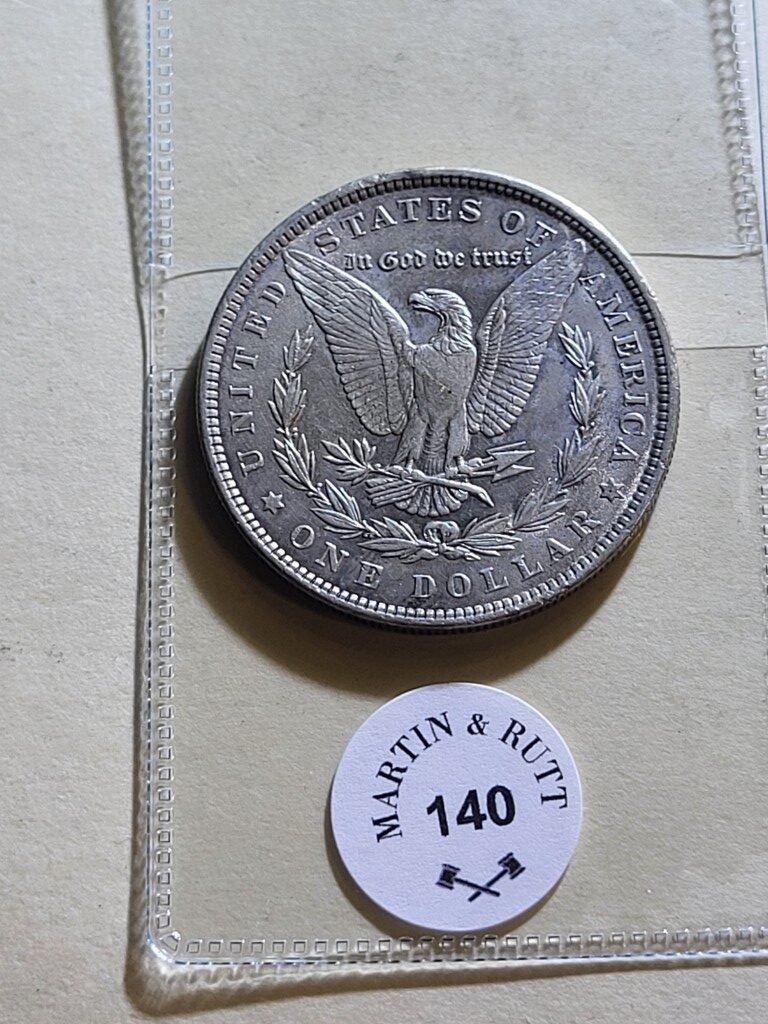 UNITED STATES OF AMERICA
In God we trust
ONE DOLLAR
MARTIN & RUTT
140